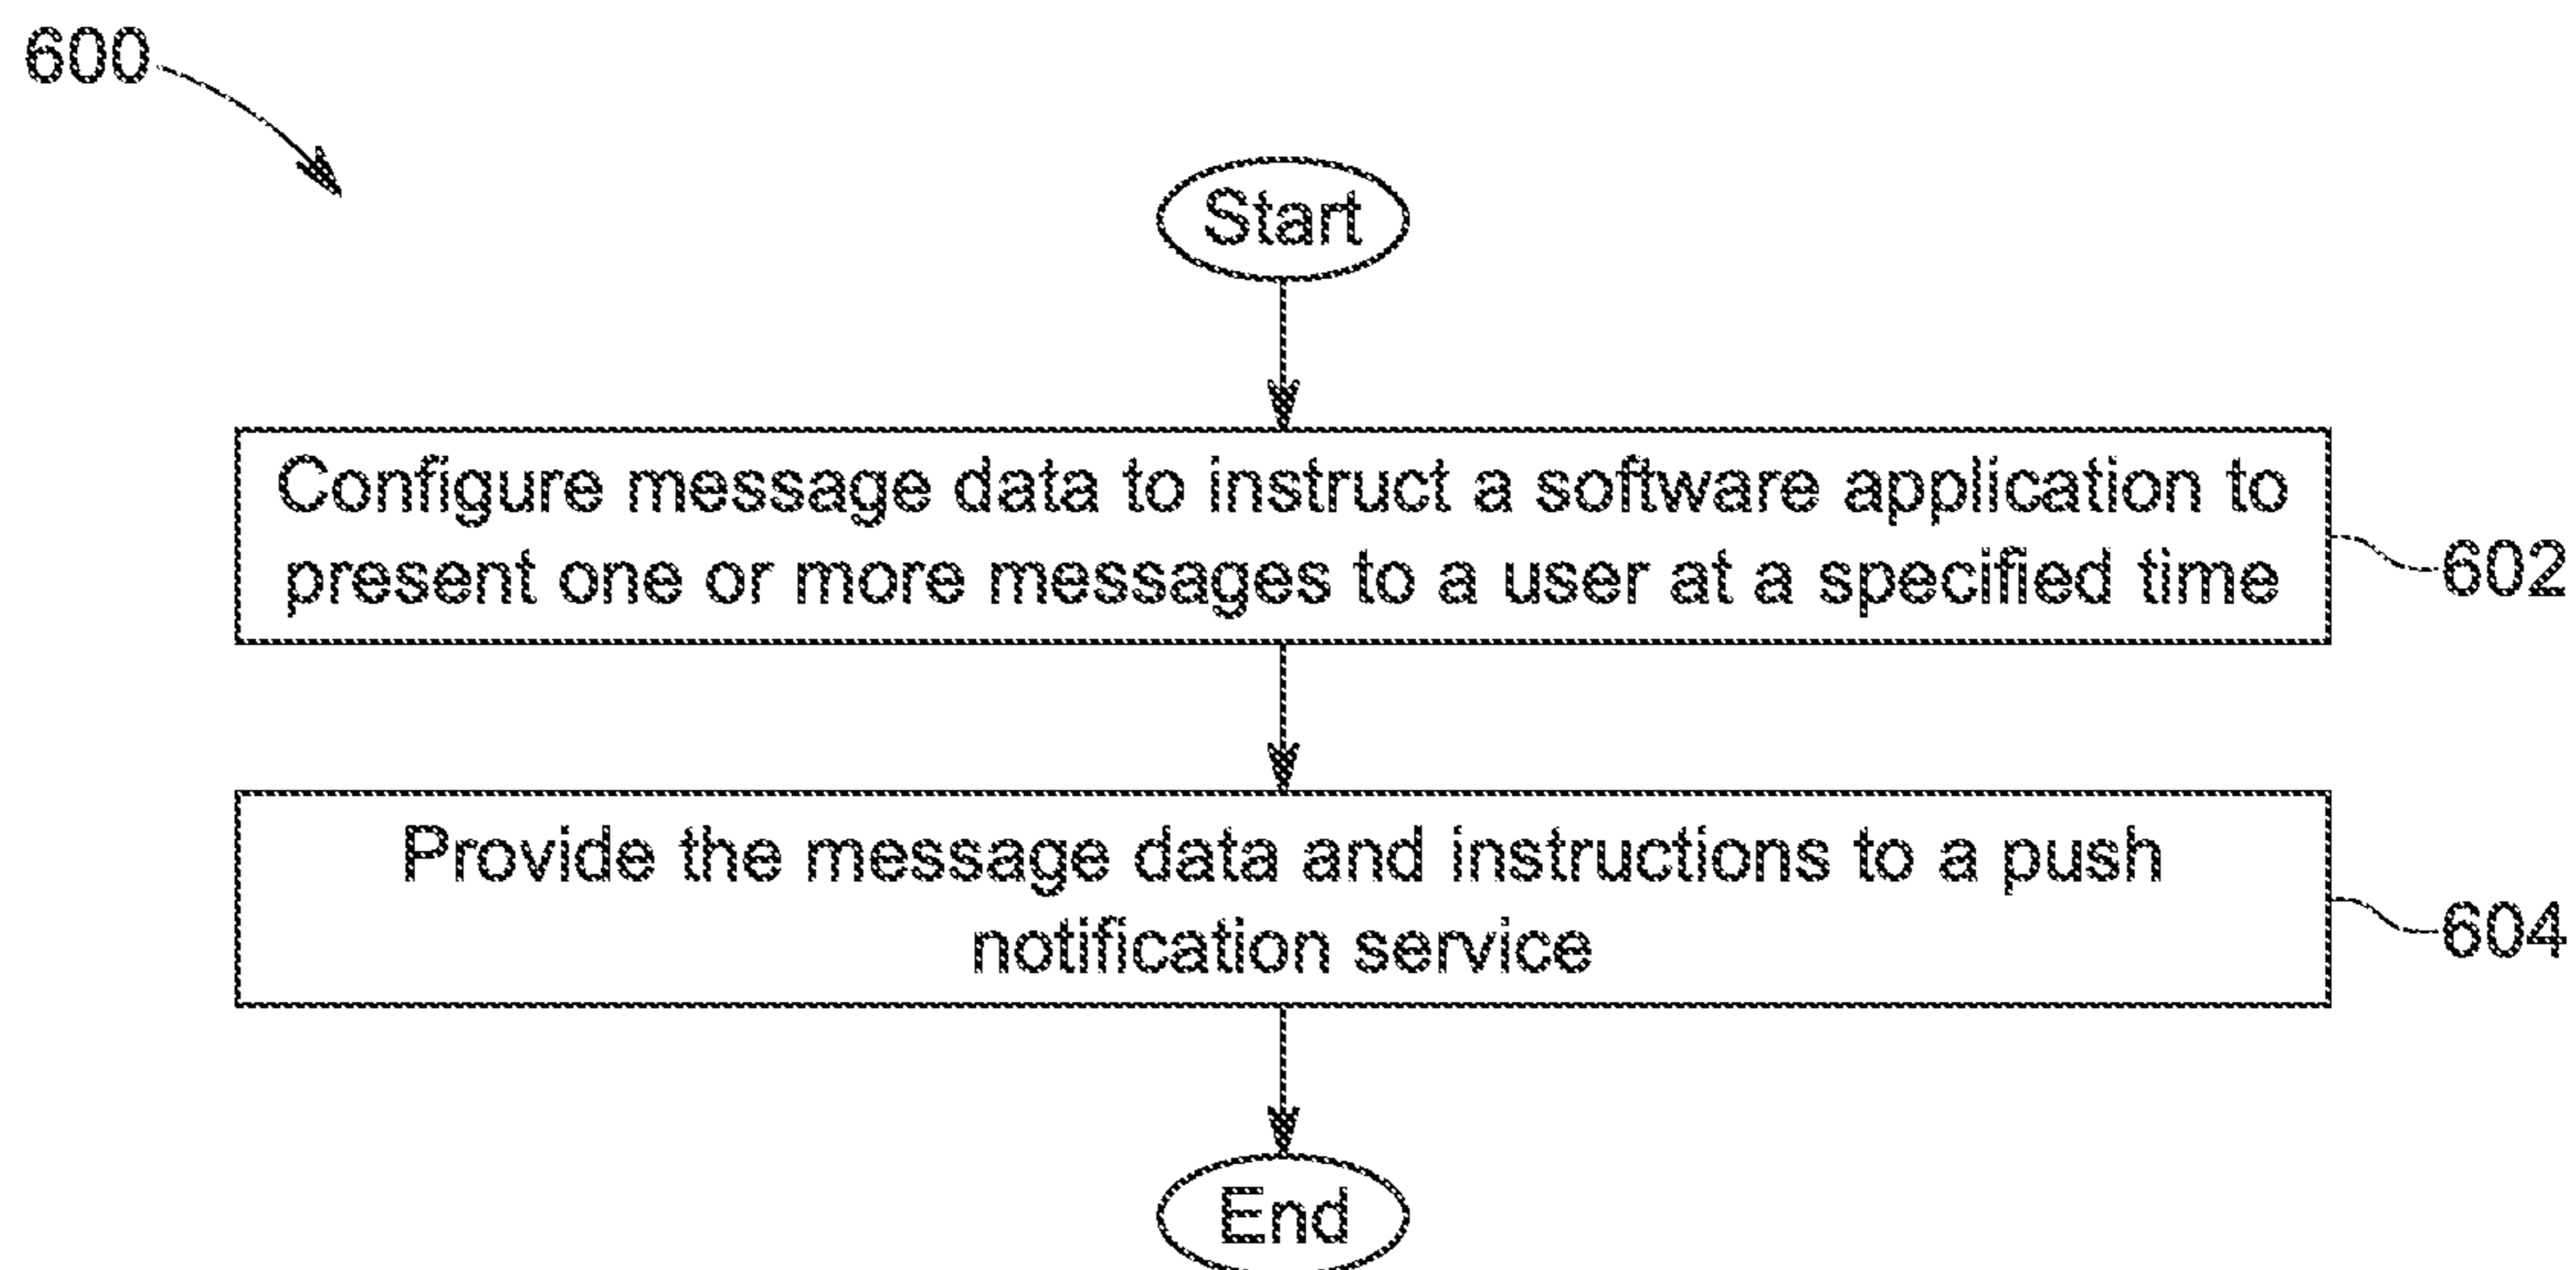 600
Start
Configure message data to instruct a software application to
present one or more messages to a user at a specified time
602
Provide the message data and instructions to a push
notification service
604
End